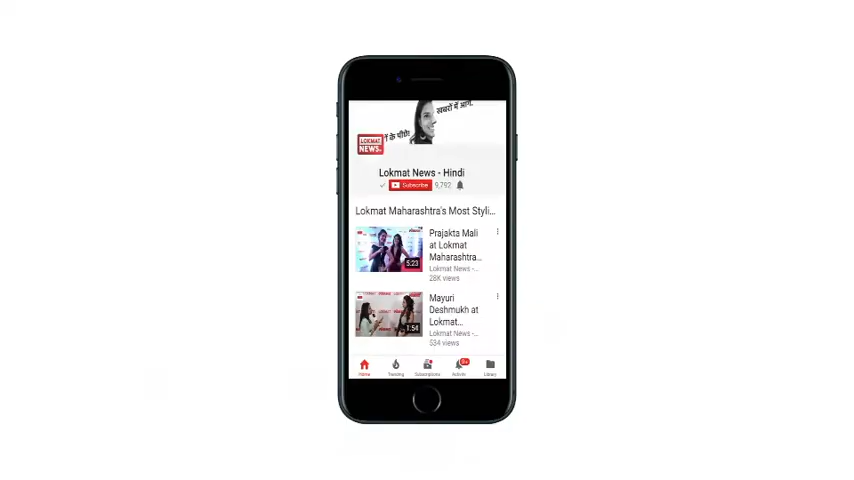 खबरों में आग,
ों के पीछे!
LOKMAT
NEWS
Lokmat News - Hindi
Subscribe 9,792
Lokmat Maharashtra's Most Styli...
Prajakta Mali
at Lokmat
Maharashtra...
Lokmat News -...
28K views
5:23
Mayuri
Deshmukh at
Lokmat...
Lokmat News -...
534 views
1:54
9+
Home Trending Subscriptions Activity Library